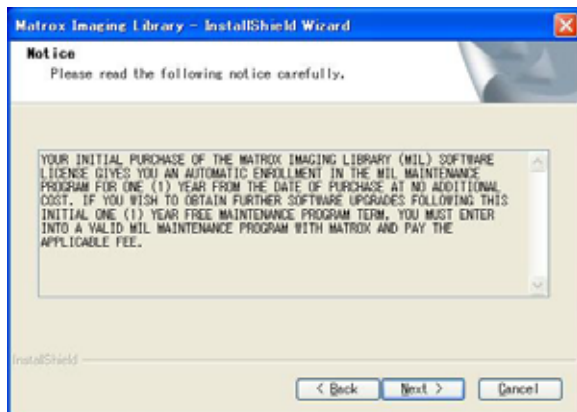 Matrox Imaging Library - InstallShield Wizard
Notice
Please read the following notice carefully.
YOUR INITIAL PURCHASE OF THE MATROX IMAGING LIBRARY (MIL) SOFTWARE
LICENSE GIVES YOU AN AUTOMATIC ENROLLMENT IN THE MIL MAINTENANCE
PROGRAM FOR ONE (1) YEAR FROM THE DATE OF PURCHASE AT NO ADDITIONAL
COST. IF YOU WISH TO OBTAIN FURTHER SOFTWARE UPGRADES FOLLOWING THIS
INITIAL ONE (1) YEAR FREE MAINTENANCE PROGRAM TERM, YOU MUST ENTER
INTO A VALID MIL MAINTENANCE PROGRAM WITH MATROX AND PAY THE
APPLICABLE FEE.
InstallShield
< Back Next > Cancel